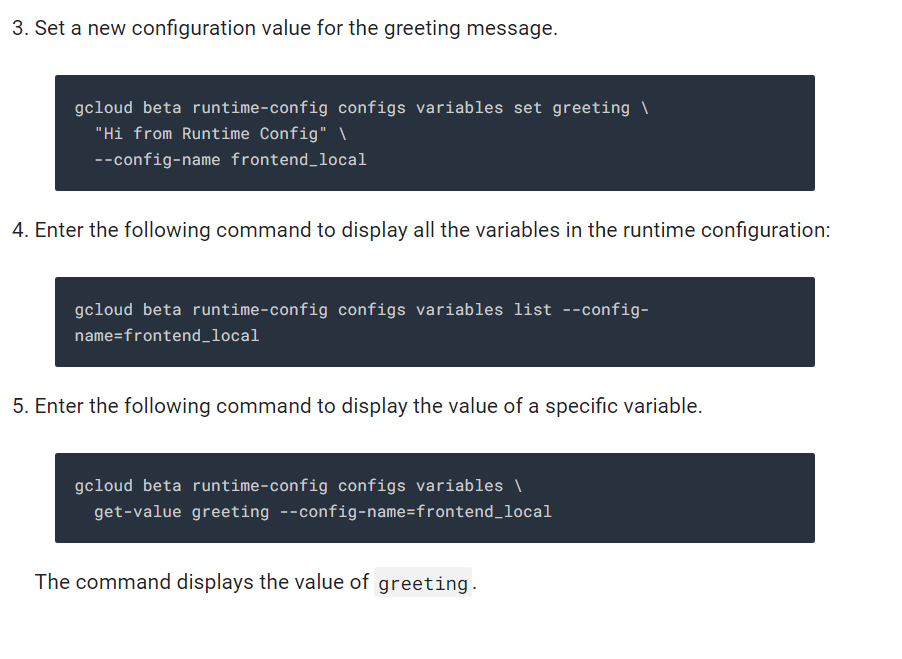 3. Set a new configuration value for the greeting message.
gcloud beta runtime-config configs variables set greeting \
"Hi from Runtime Config" \
--config-name frontend_local
4. Enter the following command to display all the variables in the runtime configuration:
gcloud beta runtime-config configs variables list --config-
name=frontend_local
5. Enter the following command to display the value of a specific variable.
gcloud beta runtime-config configs variables \
get-value greeting --config-name=frontend_local
The command displays the value of greeting.